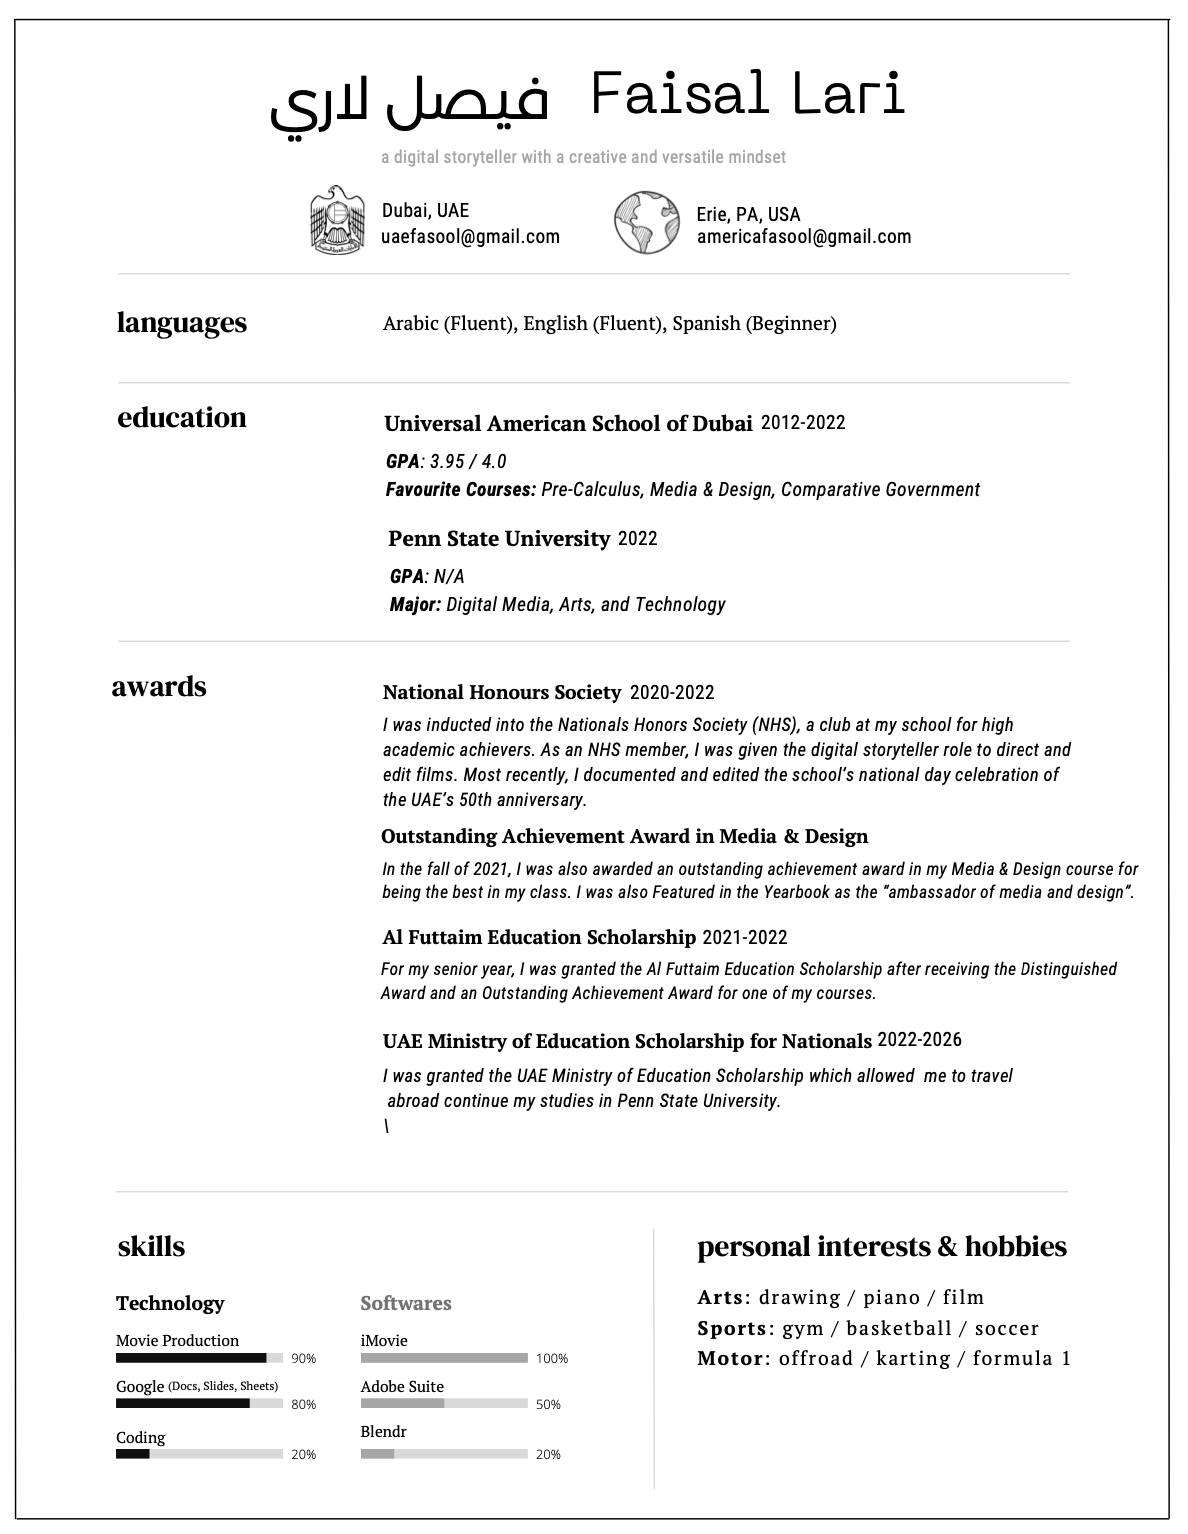 فيصل لاري Faisal Lari
a digital storyteller with a creative and versatile mindset
Dubai, UAE
uaefasool@gmail.com
Erie, PA, USA
americafasool@gmail.com
languages
Arabic (Fluent), English (Fluent), Spanish (Beginner)
education
Universal American School of Dubai 2012-2022
GPA: 3.95 / 4.0
Favourite Courses: Pre-Calculus, Media & Design, Comparative Government
Penn State University 2022
GPA: N/A
Major: Digital Media, Arts, and Technology
awards
National Honours Society 2020-2022
I was inducted into the Nationals Honors Society (NHS), a club at my school for high
academic achievers. As an NHS member, I was given the digital storyteller role to direct and
edit films. Most recently, I documented and edited the school's national day celebration of
the UAE's 50th anniversary.
Outstanding Achievement Award in Media & Design
In the fall of 2021, I was also awarded an outstanding achievement award in my Media & Design course for
being the best in my class. I was also Featured in the Yearbook as the “ambassador of media and design”.
Al Futtaim Education Scholarship 2021-2022
For my senior year, I was granted the Al Futtaim Education Scholarship after receiving the Distinguished
Award and an Outstanding Achievement Award for one of my courses.
UAE Ministry of Education Scholarship for Nationals 2022-2026
I was granted the UAE Ministry of Education Scholarship which allowed  me to travel
abroad continue my studies in Penn State University.
\
skills
Technology
Movie Production
90%
Google (Docs, Slides, Sheets)
80%
Coding
20%
Softwares
iMovie
100%
Adobe Suite
50%
Blendr
20%
personal interests & hobbies
Arts: drawing / piano / film
Sports: gym / basketball / soccer
Motor: offroad / karting / formula 1